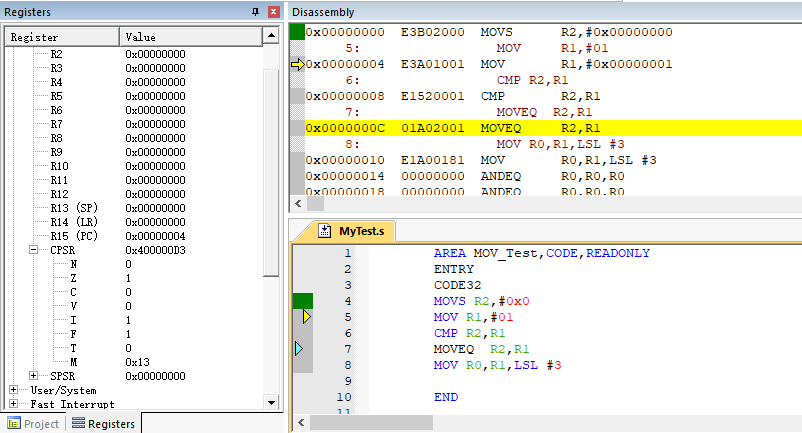 Registers
Register Value
R2 0x00000000
R3 0x00000000
R4 0x00000000
R5 0x00000000
R6 0x00000000
R7 0x00000000
R8 0x00000000
R9 0x00000000
R10 0x00000000
R11 0x00000000
R12 0x00000000
R13 (SP) 0x00000000
R14 (LR) 0x00000000
R15 (PC) 0x00000004
CPSR 0x400000D3
N 0
Z 1
C 0
V 0
I 1
F 1
T 0
M 0x13
SPSR 0x00000000
User/System
Fast Interrupt
Project Registers
Disassembly
0x00000000 E3B02000 MOVS R2,#0x00000000
5: MOV R1,#01
0x00000004 E3A01001 MOV R1,#0x00000001
6: CMP R2,R1
0x00000008 E1520001 CMP R2,R1
7: MOVEQ R2,R1
0x0000000C 01A02001 MOVEQ R2,R1
8: MOV R0,R1,LSL #3
0x00000010 E1A00181 MOV R0,R1,LSL #3
0x00000014 00000000 ANDEQ R0,R0,R0
0x00000018 00000000 ANDEQ R0,R0,R0
MyTest.s
1 AREA MOV_Test,CODE,READONLY
2 ENTRY
3 CODE32
4 MOVS R2,#0x0
5 MOV R1,#01
6 CMP R2,R1
7 MOVEQ R2,R1
8 MOV R0,R1,LSL #3
9
10 END
11